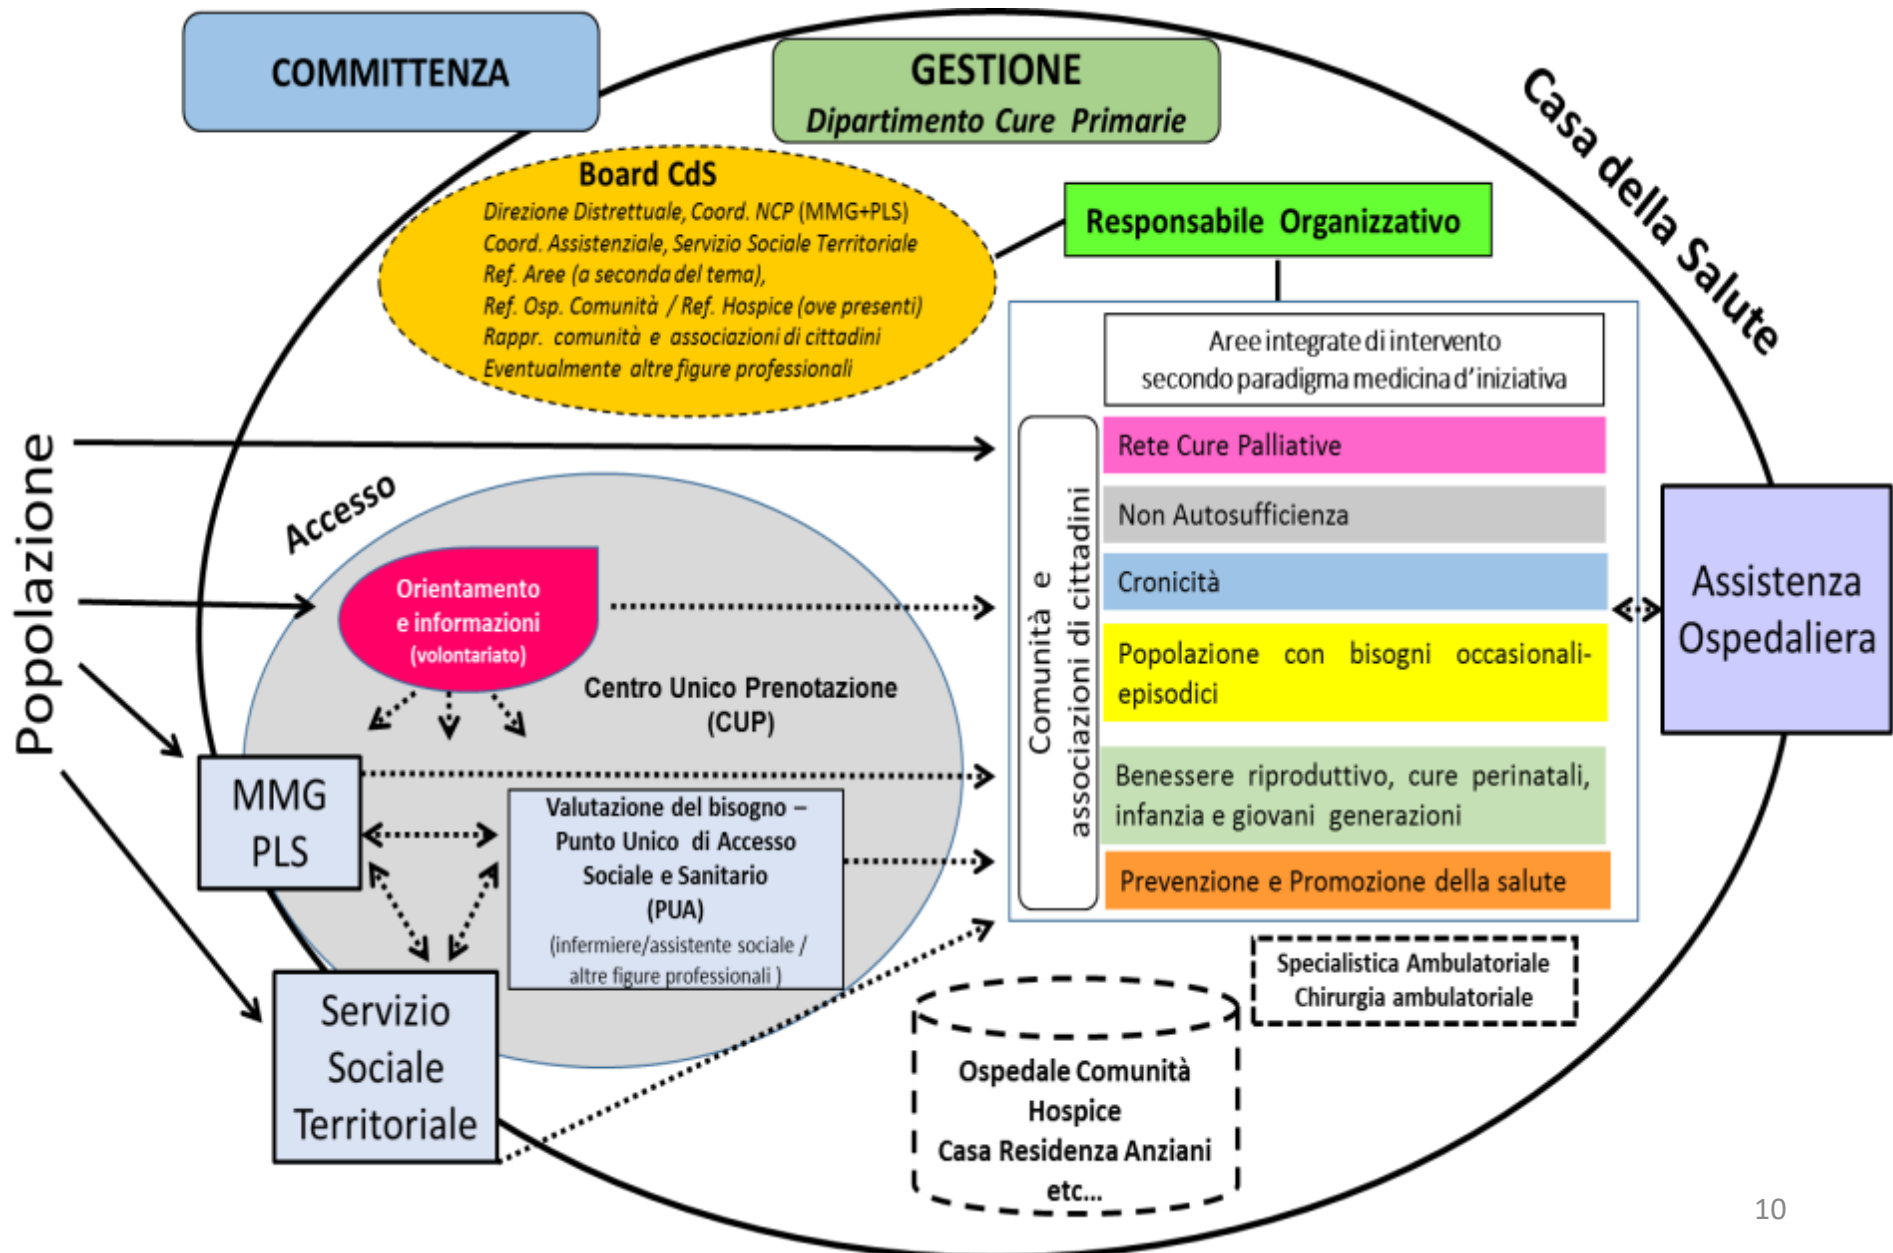 COMMITTENZA
GESTIONE
Dipartimento Cure Primarie
Casa della Salute
Board CdS
Direzione Distrettuale, Coord. NCP (MMG+PLS)
Coord. Assistenziale, Servizio Sociale Territoriale
Ref. Aree (a seconda del tema),
Ref. Osp. Comunità / Ref. Hospice (ove presenti)
Rappr. comunità e associazioni di cittadini
Eventualmente altre figure professionali
Responsabile Organizzativo
Aree integrate di intervento
secondo paradigma medicina d'iniziativa
Popolazione
Accesso
Orientamento
e informazioni
(volontariato)
Centro Unico Prenotazione
(CUP)
MMG
PLS
Valutazione del bisogno –
Punto Unico di Accesso
Sociale e Sanitario
(PUA)
(infermiere/assistente sociale /
altre figure professionali )
Servizio
Sociale
Territoriale
Comunità e
associazioni di cittadini
Rete Cure Palliative
Non Autosufficienza
Cronicità
Popolazione con bisogni occasionali-
episodici
Benessere riproduttivo, cure perinatali,
infanzia e giovani generazioni
Prevenzione e Promozione della salute
Assistenza
Ospedaliera
Specialistica Ambulatoriale
Chirurgia ambulatoriale
Ospedale Comunità
Hospice
Casa Residenza Anziani
etc...
10